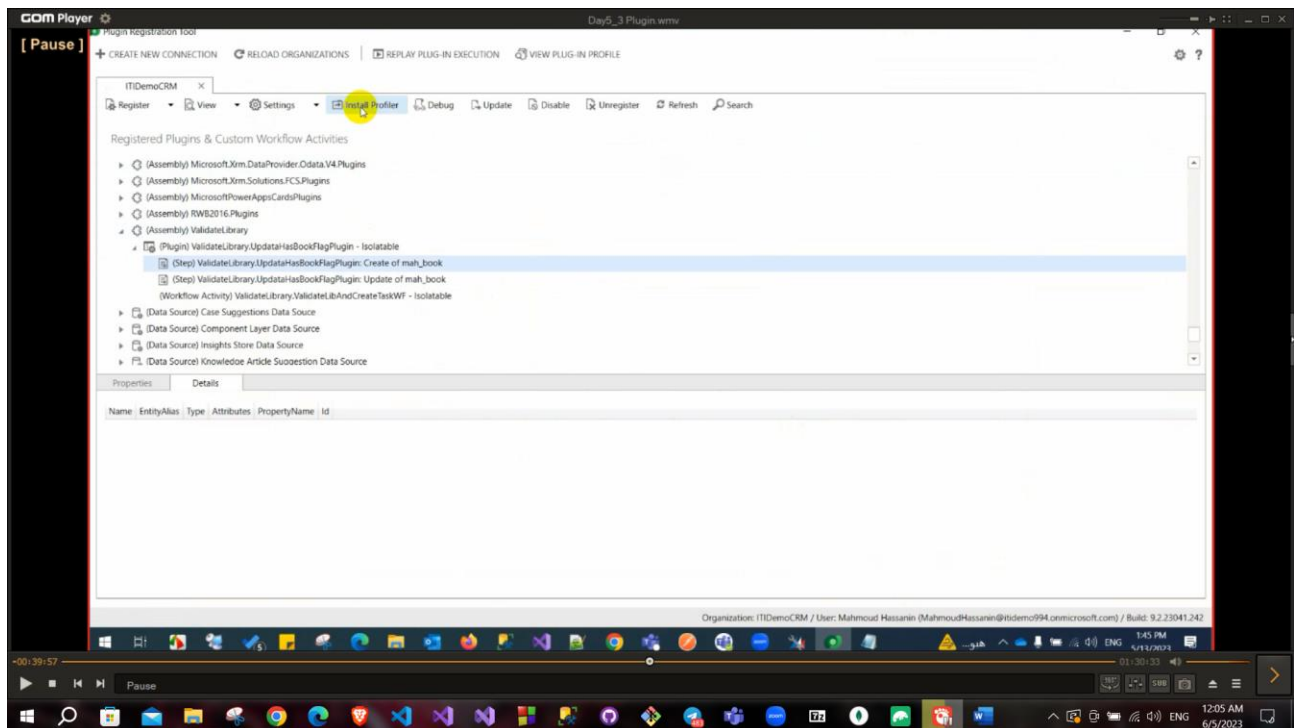 GOM Player
Day5_3 Plugin.wmv
[ Pause ]
Plugin Registration Tool
CREATE NEW CONNECTION RELOAD ORGANIZATIONS REPLAY PLUG-IN EXECUTION VIEW PLUG-IN PROFILE
ITIDemoCRM
Register View Settings Install Profiler Debug Update Disable Unregister Refresh Search
Registered Plugins & Custom Workflow Activities
(Assembly) Microsoft.Xrm.DataProvider.Odata.V4.Plugins
(Assembly) Microsoft.Xrm.Solutions.FCS.Plugins
(Assembly) MicrosoftPowerAppsCardsPlugins
(Assembly) RWB2016.Plugins
(Assembly) ValidateLibrary
(Plugin) ValidateLibrary.UpdataHasBookFlagPlugin - Isolatable
(Step) ValidateLibrary.UpdataHasBookFlagPlugin: Create of mah_book
(Step) ValidateLibrary.UpdataHasBookFlagPlugin: Update of mah_book
(Workflow Activity) ValidateLibrary.ValidateLibAndCreateTaskWF - Isolatable
(Data Source) Case Suggestions Data Souce
(Data Source) Component Layer Data Source
(Data Source) Insights Store Data Source
(Data Source) Knowledge Article Suggestion Data Source
Properties Details
Name EntityAlias Type Attributes PropertyName Id
Organization: ITIDemoCRM / User: Mahmoud Hassanin (MahmoudHassanin@itidemo994.onmicrosoft.com) / Build: 9.2.23041.242
ENG 1:45 PM
5/13/2023
-00:39:57 01:30:33
Pause SUB
ENG 12:05 AM
6/5/2023